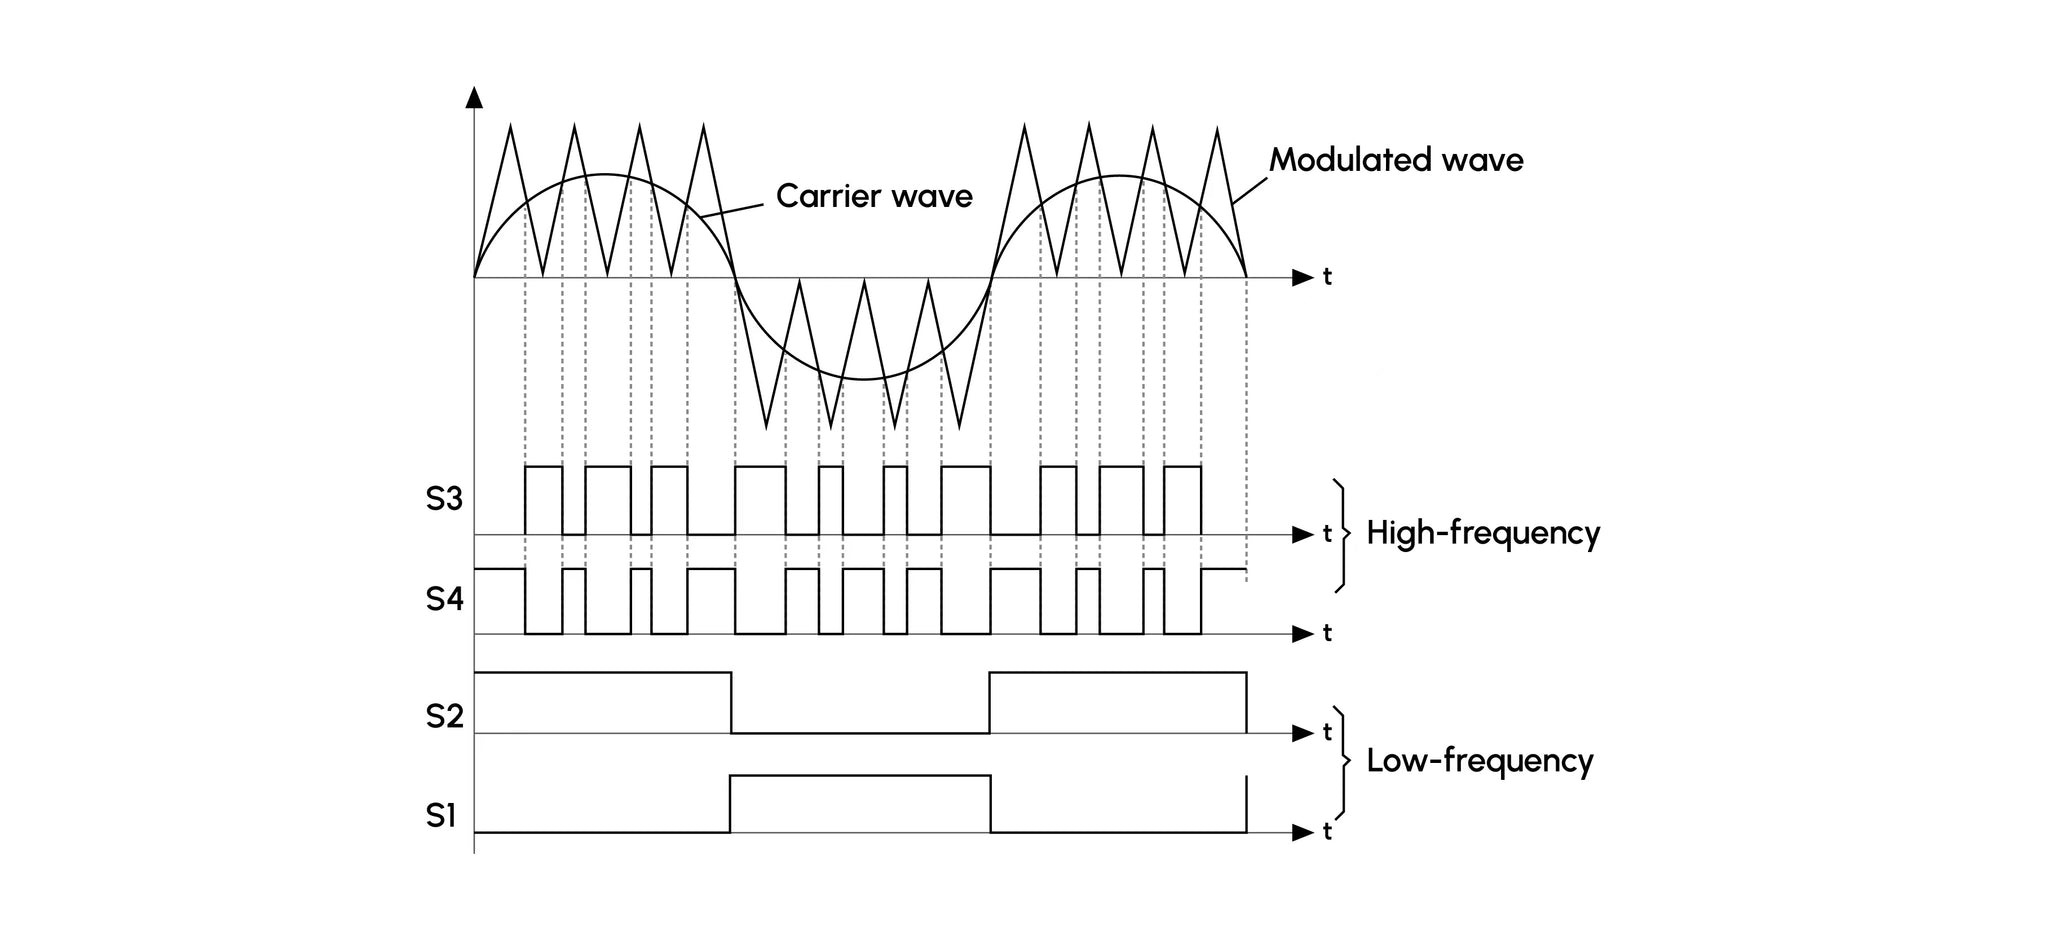 Modulated wave
Carrier wave
t
S3
t
High-frequency
S4
t
S2
t
Low-frequency
S1
t